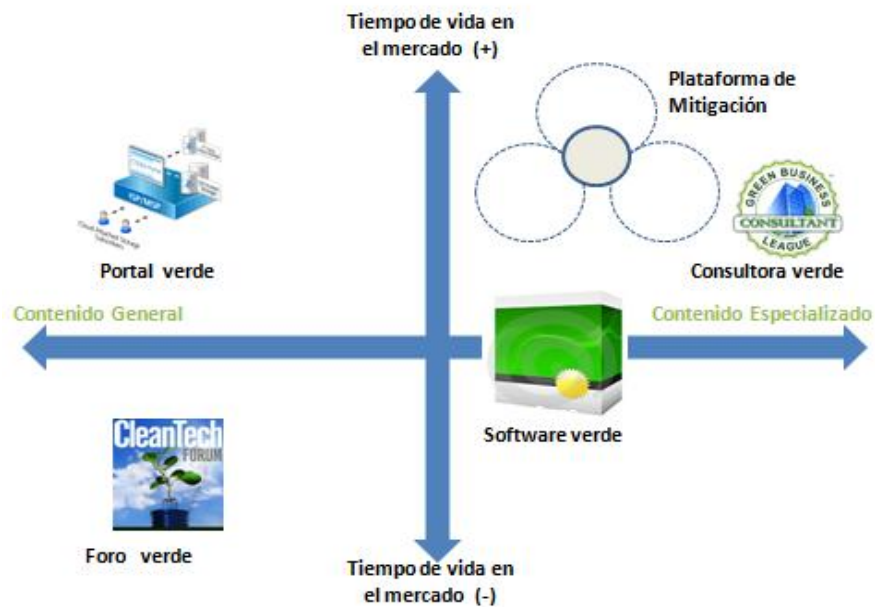 Tiempo de vida en
el mercado (+)
Plataforma de
Mitigación
GREEN BUSINESS
CONSULTANT
LEAGUE
Portal verde
Consultora verde
Contenido General
Contenido Especializado
CleanTech
FORUM
Software verde
Foro verde
Tiempo de vida en
el mercado (-)